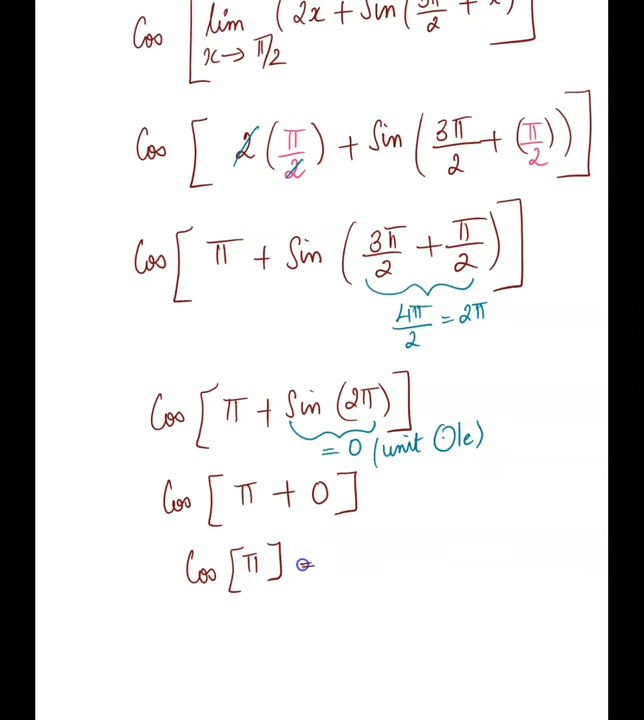 Cos [ lim (2x + Sin(3π/2 + x) ]
x → π/2
Cos [ 2(π/2) + Sin (3π/2 + (π/2)) ]
Cos [ π + Sin (3π/2 + π/2) ]
4π/2 = 2π
Cos [ π + Sin (2π) ]
= 0 (unit Ole)
Cos [ π + 0 ]
Cos [π] =